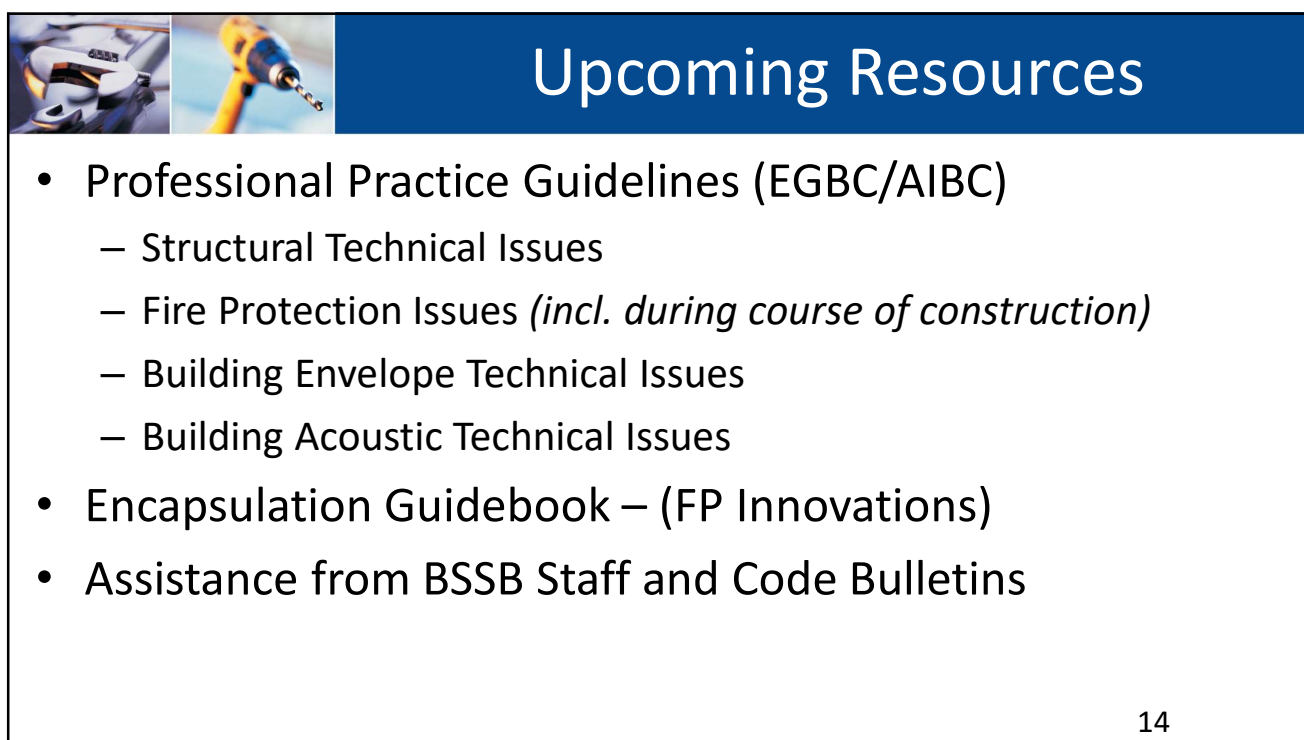 Upcoming Resources
• Professional Practice Guidelines (EGBC/AIBC)
– Structural Technical Issues
– Fire Protection Issues (incl. during course of construction)
– Building Envelope Technical Issues
– Building Acoustic Technical Issues
• Encapsulation Guidebook – (FP Innovations)
• Assistance from BSSB Staff and Code Bulletins
14